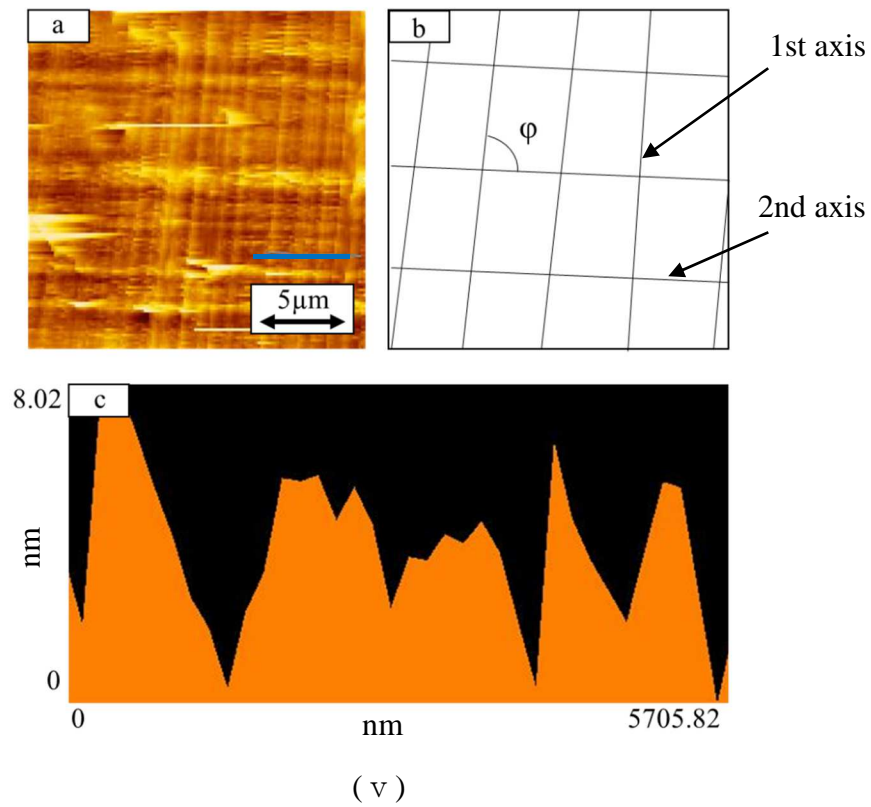 a
b
1st axis
φ
2nd axis
5µm
8.02
c
nm
0
0
5705.82
nm
( v )